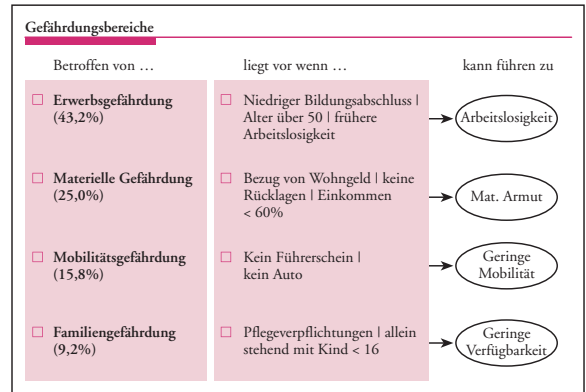 Gefährdungsbereiche
Betroffen von …
liegt vor wenn …
kann führen zu
☐ Erwerbsgefährdung
(43,2%)
☐ Niedriger Bildungsabschluss |
Alter über 50 | frühere
Arbeitslosigkeit
Arbeitslosigkeit
☐ Materielle Gefährdung
(25,0%)
☐ Bezug von Wohngeld | keine
Rücklagen | Einkommen
< 60%
Mat. Armut
☐ Mobilitätsgefährdung
(15,8%)
☐ Kein Führerschein |
kein Auto
Geringe
Mobilität
☐ Familiengefährdung
(9,2%)
☐ Pflegeverpflichtungen | allein
stehend mit Kind < 16
Geringe
Verfügbarkeit